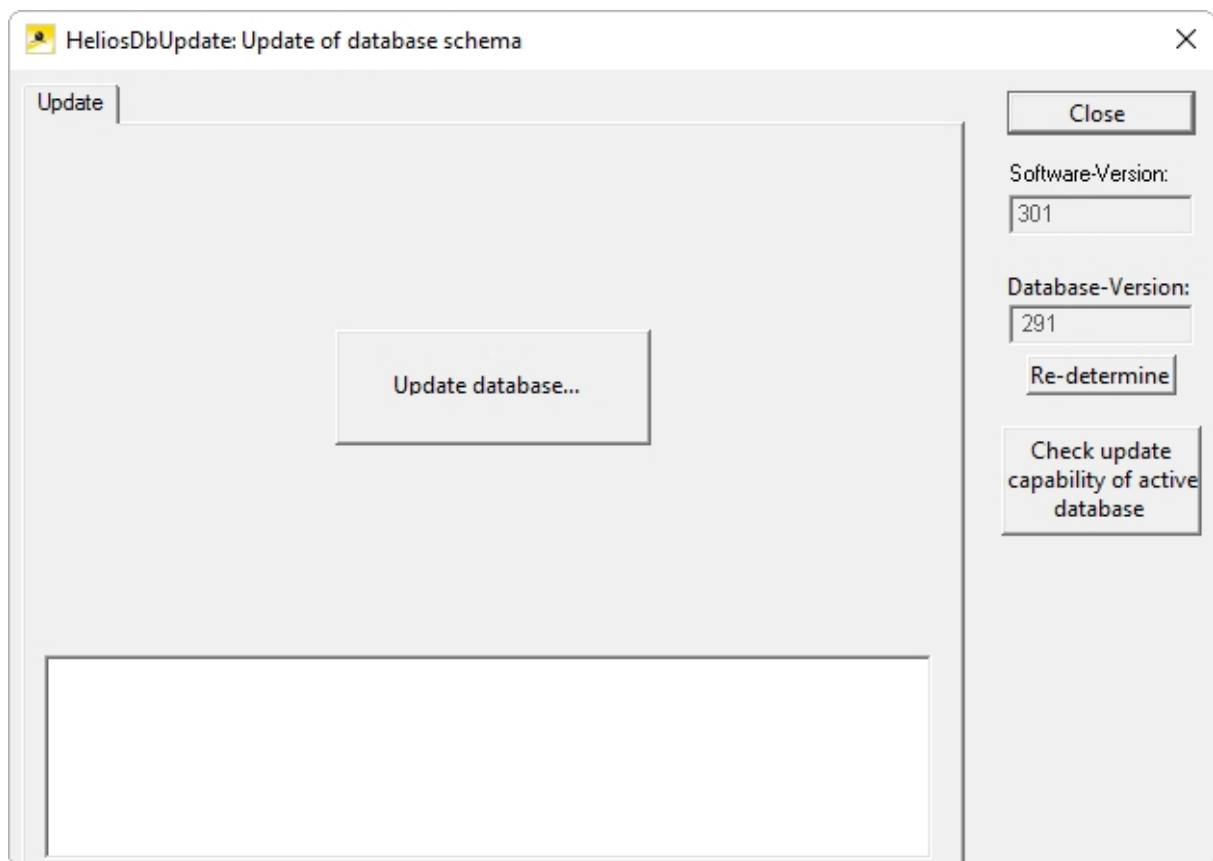 HeliosDbUpdate: Update of database schema
Update
Close
Software-Version:
301
Database-Version:
291
Re-determine
Update database...
Check update
capability of active
database